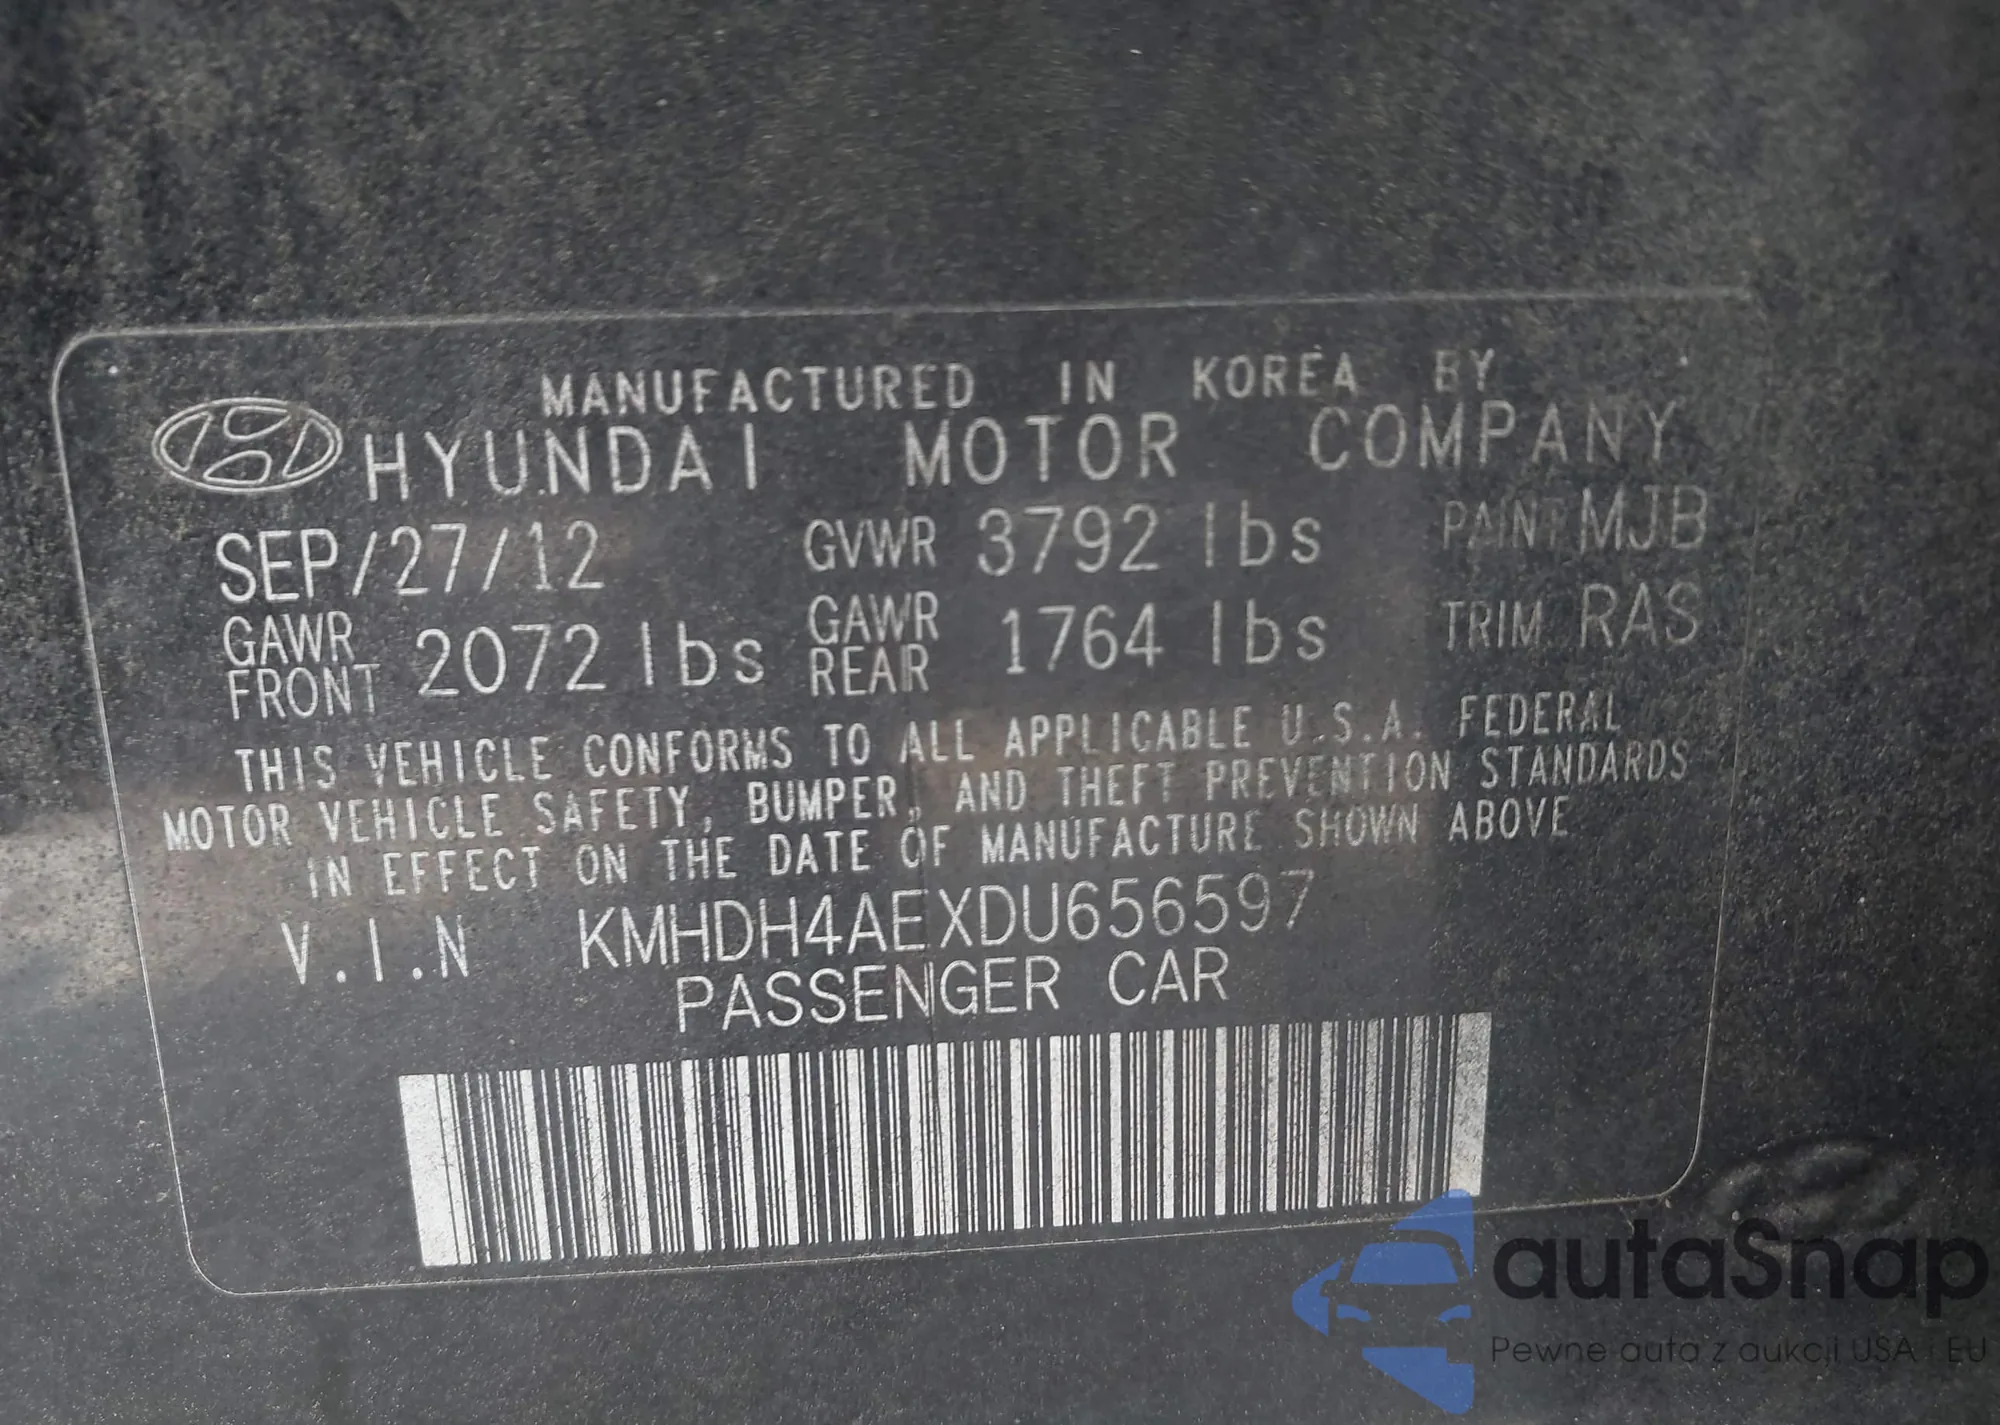 MANUFACTURED IN KOREA BY
HYUNDAI MOTOR COMPANY
SEP/27/12 GVWR 3792 lbs PAINT MJB
GAWR FRONT 2072 lbs GAWR REAR 1764 lbs TRIM RAS
THIS VEHICLE CONFORMS TO ALL APPLICABLE U.S.A. FEDERAL
MOTOR VEHICLE SAFETY, BUMPER, AND THEFT PREVENTION STANDARDS
IN EFFECT ON THE DATE OF MANUFACTURE SHOWN ABOVE
V.I.N KMHDH4AEXDU656597
PASSENGER CAR
autaSnap
Pewne auta z aukcji USA i EU